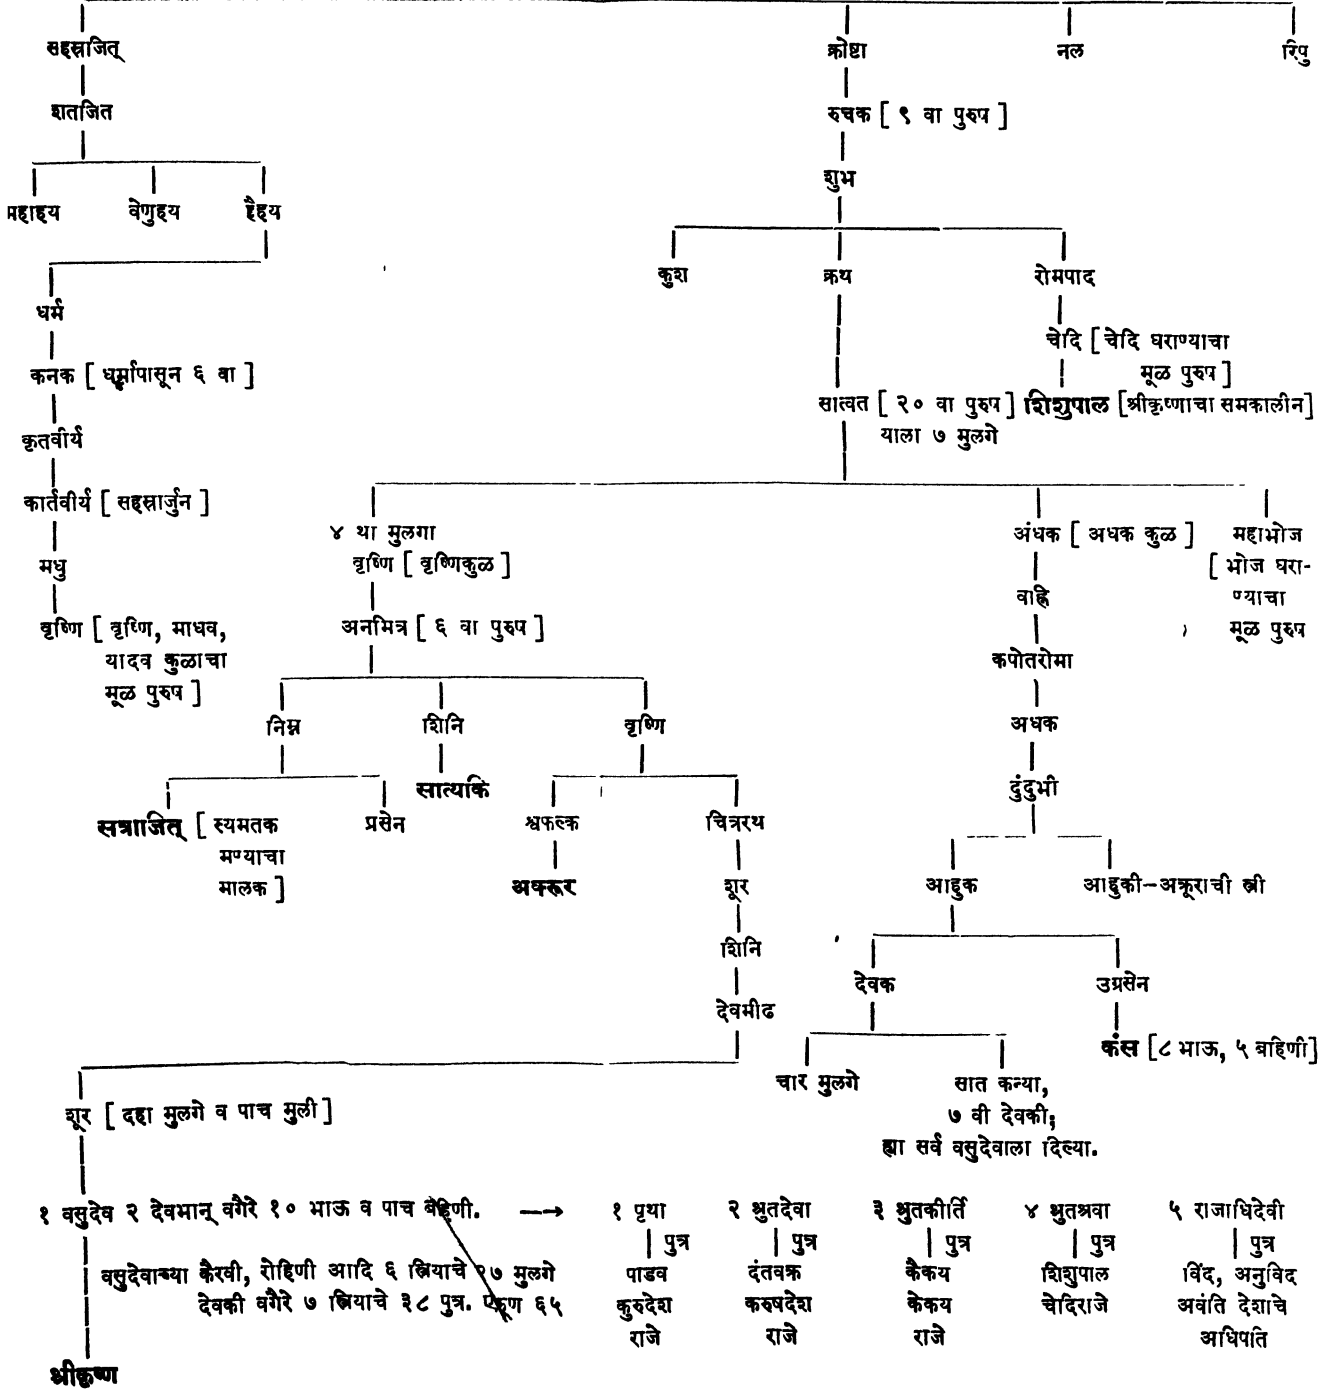 सहस्राजित् क्रोष्टा नल रिपु
शतजित रुचक [ ९ वा पुरुष ]
शुभ
महाहय वेणुहय हैहय
कुश क्रथ रोमपाद
धर्म
चेदि [ चेदि घराण्याचा
मूळ पुरुष ]
कनक [ धर्मापासून ६ वा ]
सात्वत [ २० वा पुरुष ] शिशुपाल [ श्रीकृष्णाचा समकालीन ]
याला ७ मुलगे
कृतवीर्य
कार्तवीर्य [ सहस्रार्जुन ]
४ था मुलगा अंधक [ अधक कुळ ] महाभोज
वृष्णि [ वृष्णिकुळ ] [ भोज घरा-
मधु
वाह्नि ण्याचा
वृष्णि [ वृष्णि, माधव, अनमित्र [ ६ वा पुरुष ] मूळ पुरुष
यादव कुळाचा कपोतरोमा
मूळ पुरुष ]
निम्न शिनि वृष्णि अधक
सात्यकि दुंदुभी
सत्राजित् [ स्यमतक प्रसेन श्वफल्क चित्ररथ
मण्याचा
मालक ] अक्रूर शूर आहुक आहुकी–अक्रूराची स्त्री
शिनि
देवक उग्रसेन
देवमीढ
कंस [ ८ भाऊ, ५ बहिणी ]
चार मुलगे सात कन्या,
शूर [ दहा मुलगे व पाच मुली ] ७ वी देवकी;
ह्या सर्व वसुदेवाला दिल्या.
१ वसुदेव २ देवभान् वगैरे १० भाऊ व पाच बहिणी. → १ पृथा २ श्रुतदेवा ३ श्रुतकीर्ति ४ श्रुतश्रवा ५ राजाधिदेवी
पुत्र पुत्र पुत्र पुत्र पुत्र
वसुदेवाच्या कैरवी, रोहिणी आदि ६ स्त्रियाचे २७ मुलगे पाडव दंतवक्र कैकय शिशुपाल विंद, अनुविद
देवकी वगैरे ७ स्त्रियाचे ३८ पुत्र. एकूण ६५ कुरुदेश करुषदेश केकय चेदिराजे अवंति देशाचे
राजे राजे राजे अधिपति
श्रीकृष्ण